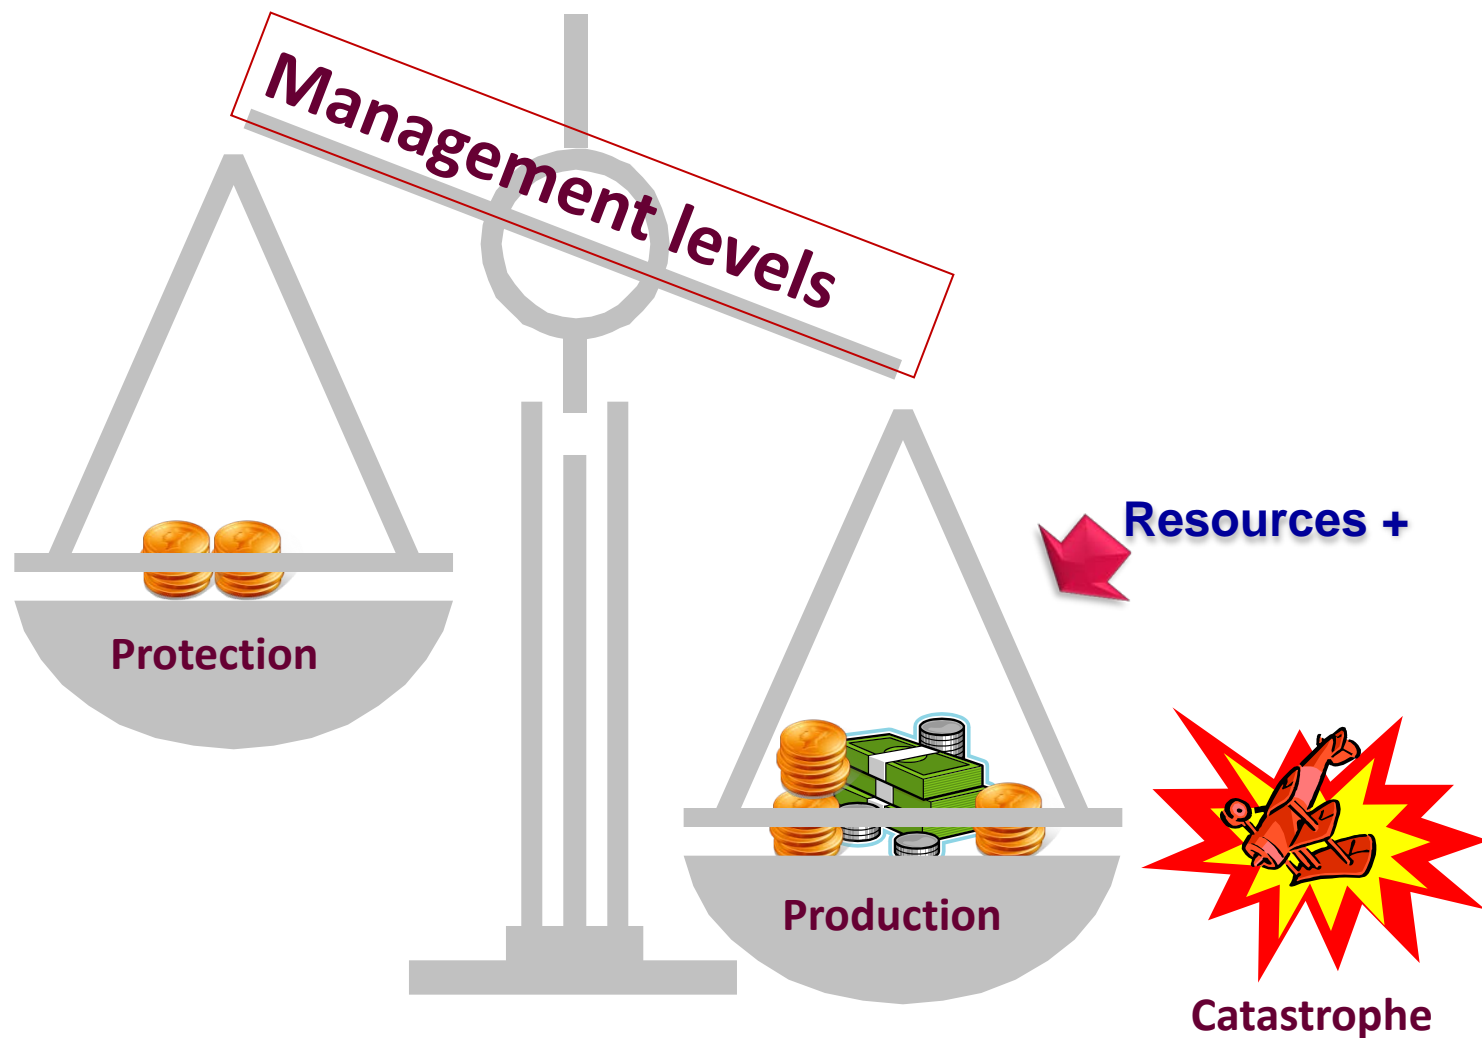 Management levels
Resources +
Protection
Production
Catastrophe